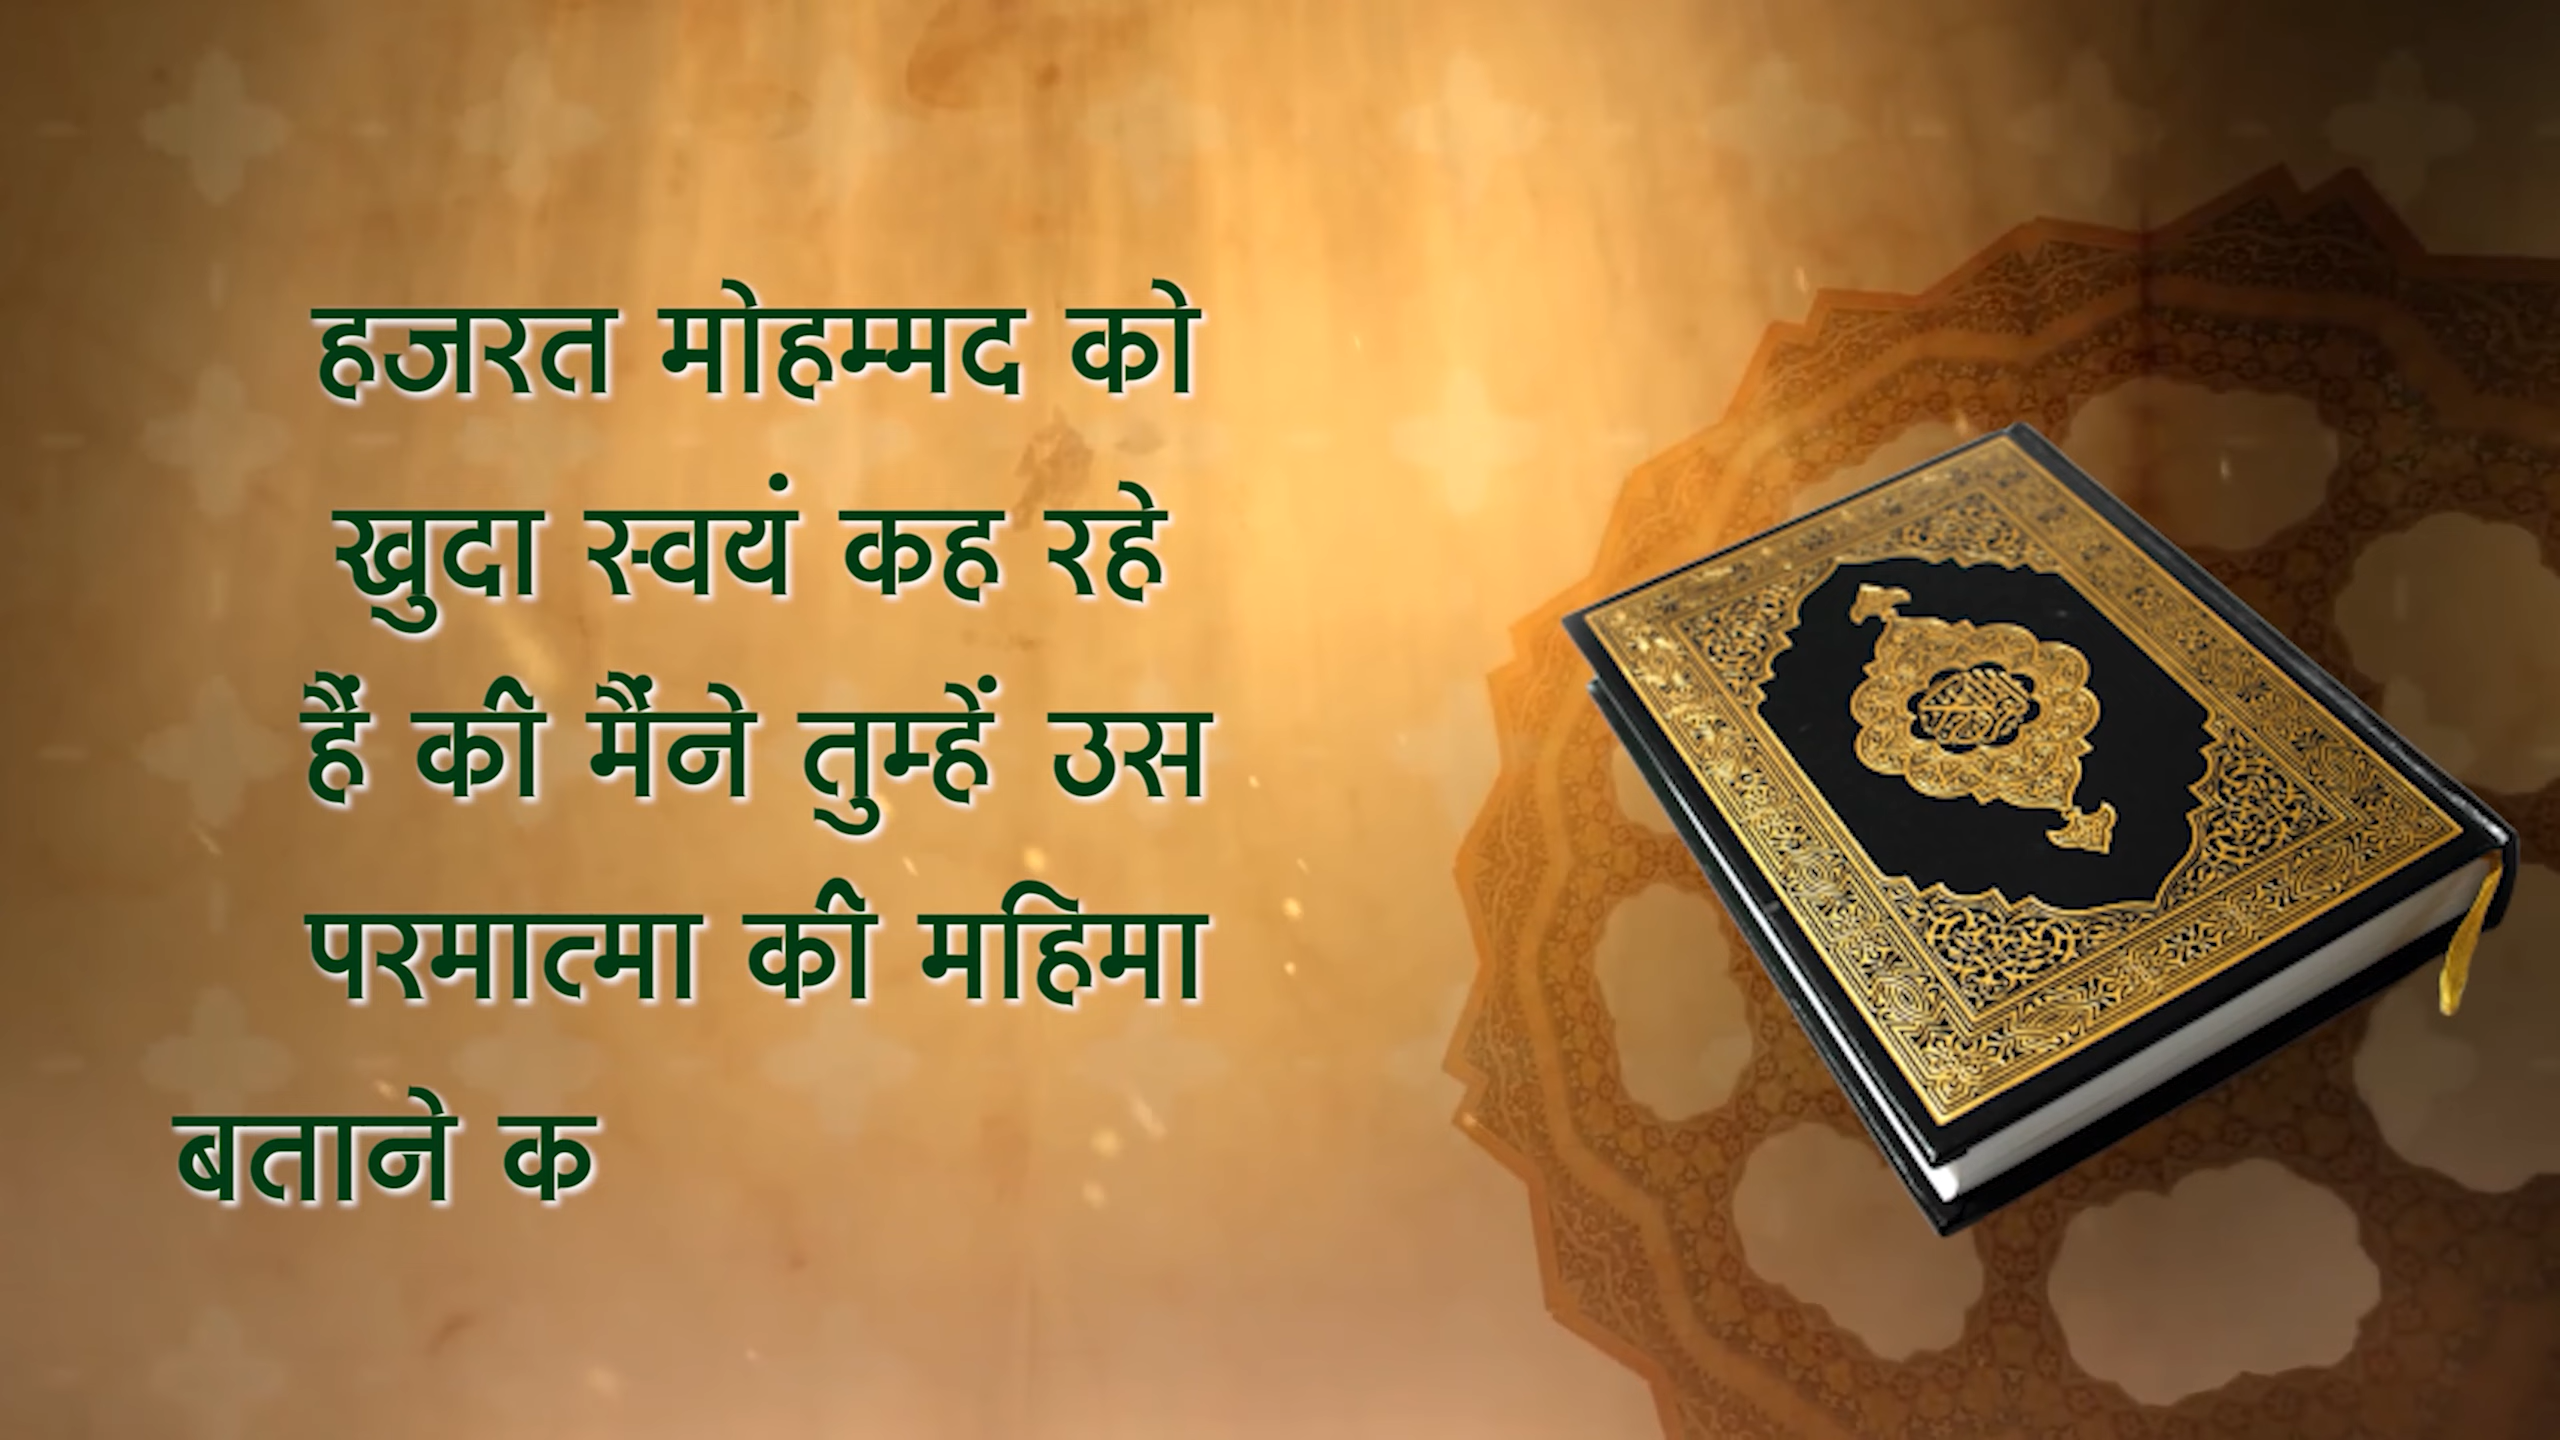 हजरत मोहम्मद को
खुदा स्वयं कह रहे
हैं की मैंने तुम्हें उस
परमात्मा की महिमा
बताने क